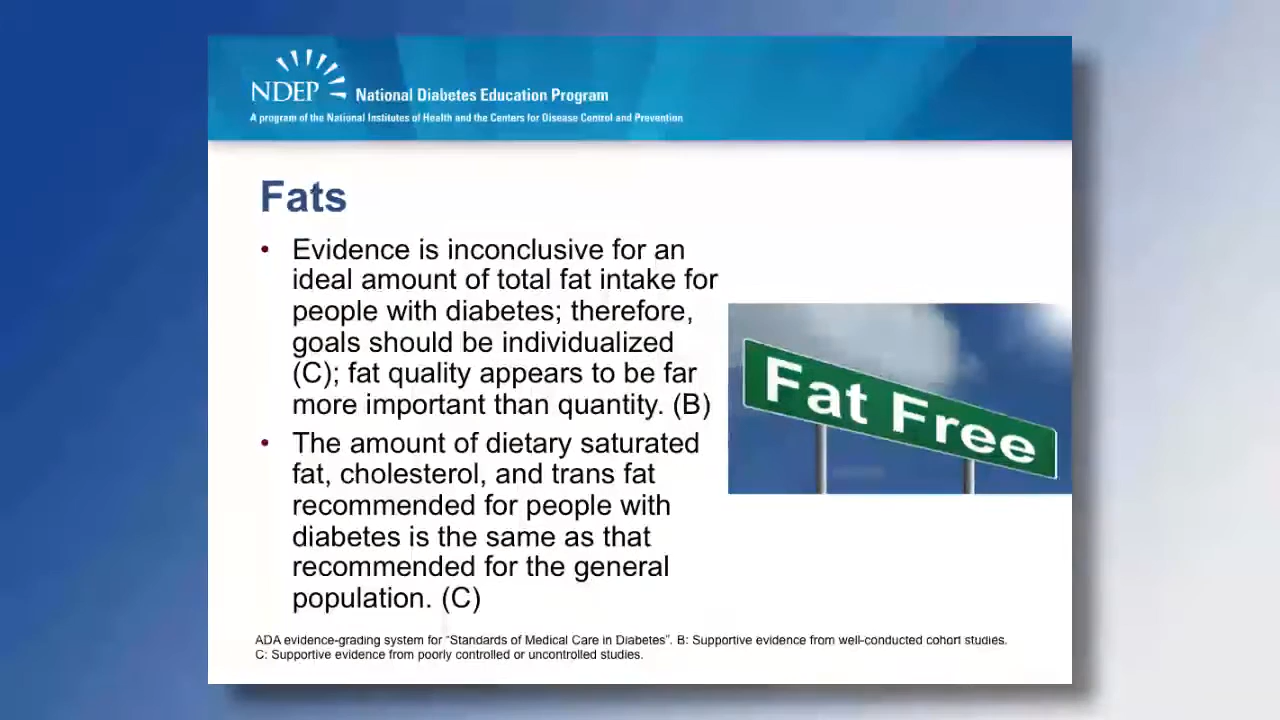 NDEP
National Diabetes Education Program
A program of the National Institutes of Health and the Centers for Disease Control and Prevention
Fats
• Evidence is inconclusive for an
ideal amount of total fat intake for
people with diabetes; therefore,
goals should be individualized
(C); fat quality appears to be far
more important than quantity. (B)
• The amount of dietary saturated
fat, cholesterol, and trans fat
recommended for people with
diabetes is the same as that
recommended for the general
population. (C)
Fat Free
ADA evidence-grading system for “Standards of Medical Care in Diabetes”. B: Supportive evidence from well-conducted cohort studies.
C: Supportive evidence from poorly controlled or uncontrolled studies.